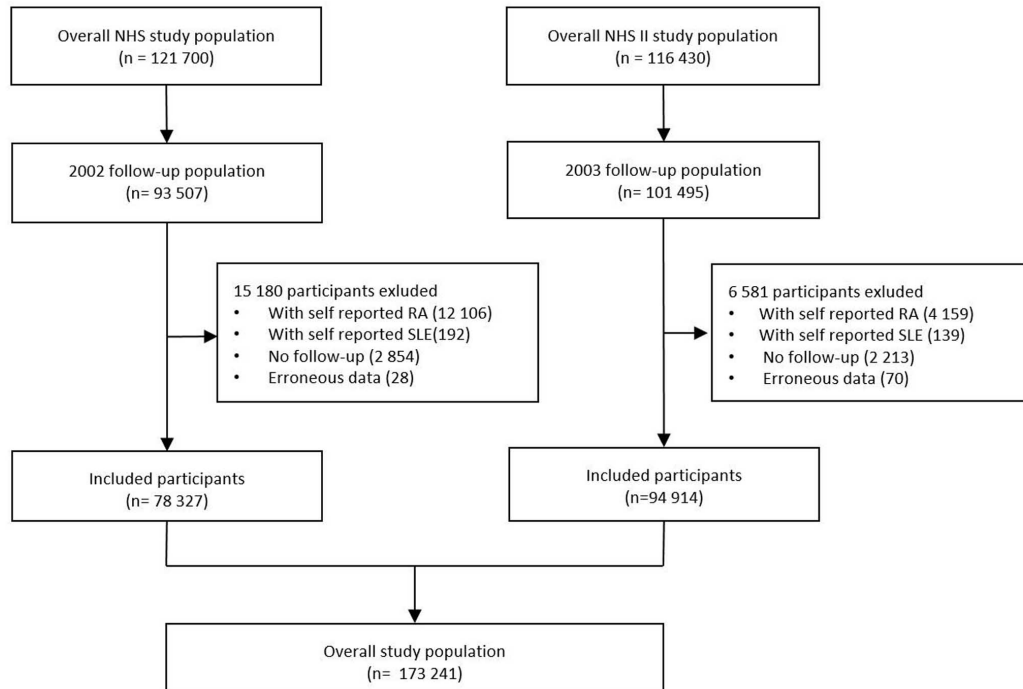 Overall NHS study population
(n = 121 700)
Overall NHS II study population
(n = 116 430)
2002 follow-up population
(n= 93 507)
2003 follow-up population
(n= 101 495)
15 180 participants exluded
• With self reported RA (12 106)
• With self reported SLE(192)
• No follow-up (2 854)
• Erroneous data (28)
6 581 participants exluded
• With self reported RA (4 159)
• With self reported SLE (139)
• No follow-up (2 213)
• Erroneous data (70)
Included participants
(n= 78 327)
Included participants
(n=94 914)
Overall study population
(n= 173 241)